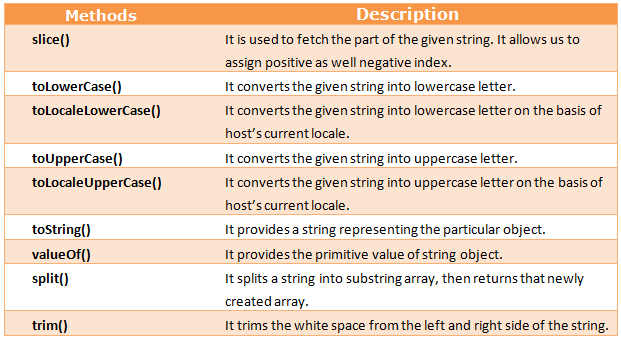 Methods Description
slice() It is used to fetch the part of the given string. It allows us to
assign positive as well negative index.
toLowerCase() It converts the given string into lowercase letter.
toLocaleLowerCase() It converts the given string into lowercase letter on the basis of
host's current locale.
toUpperCase() It converts the given string into uppercase letter.
toLocaleUpperCase() It converts the given string into uppercase letter on the basis of
host's current locale.
toString() It provides a string representing the particular object.
valueOf() It provides the primitive value of string object.
split() It splits a string into substring array, then returns that newly
created array.
trim() It trims the white space from the left and right side of the string.